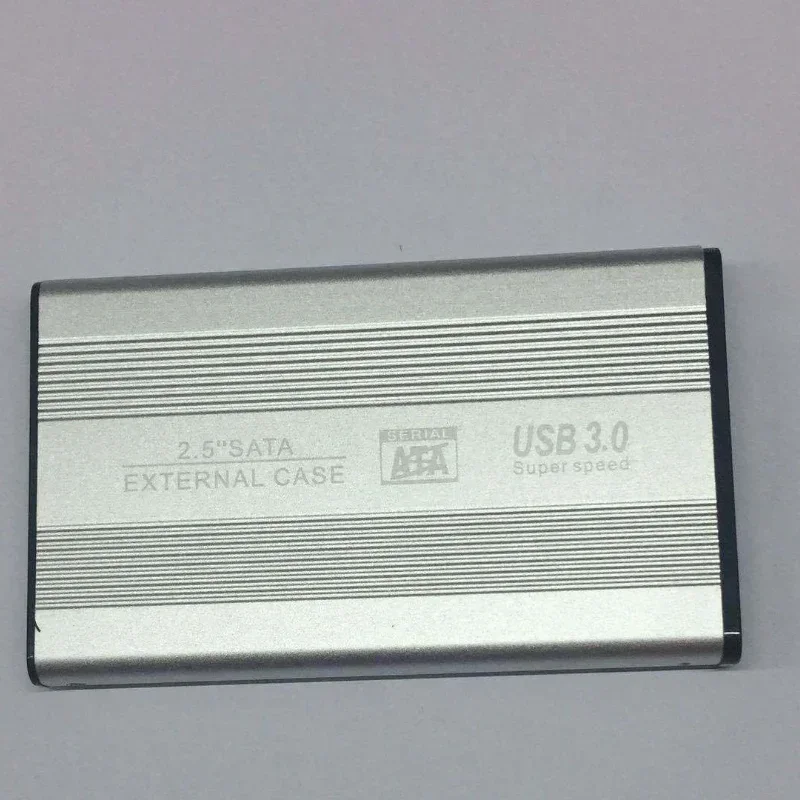 2.5"SATA
EXTERNAL CASE
SERIAL
ATA
USB 3.0
Super speed